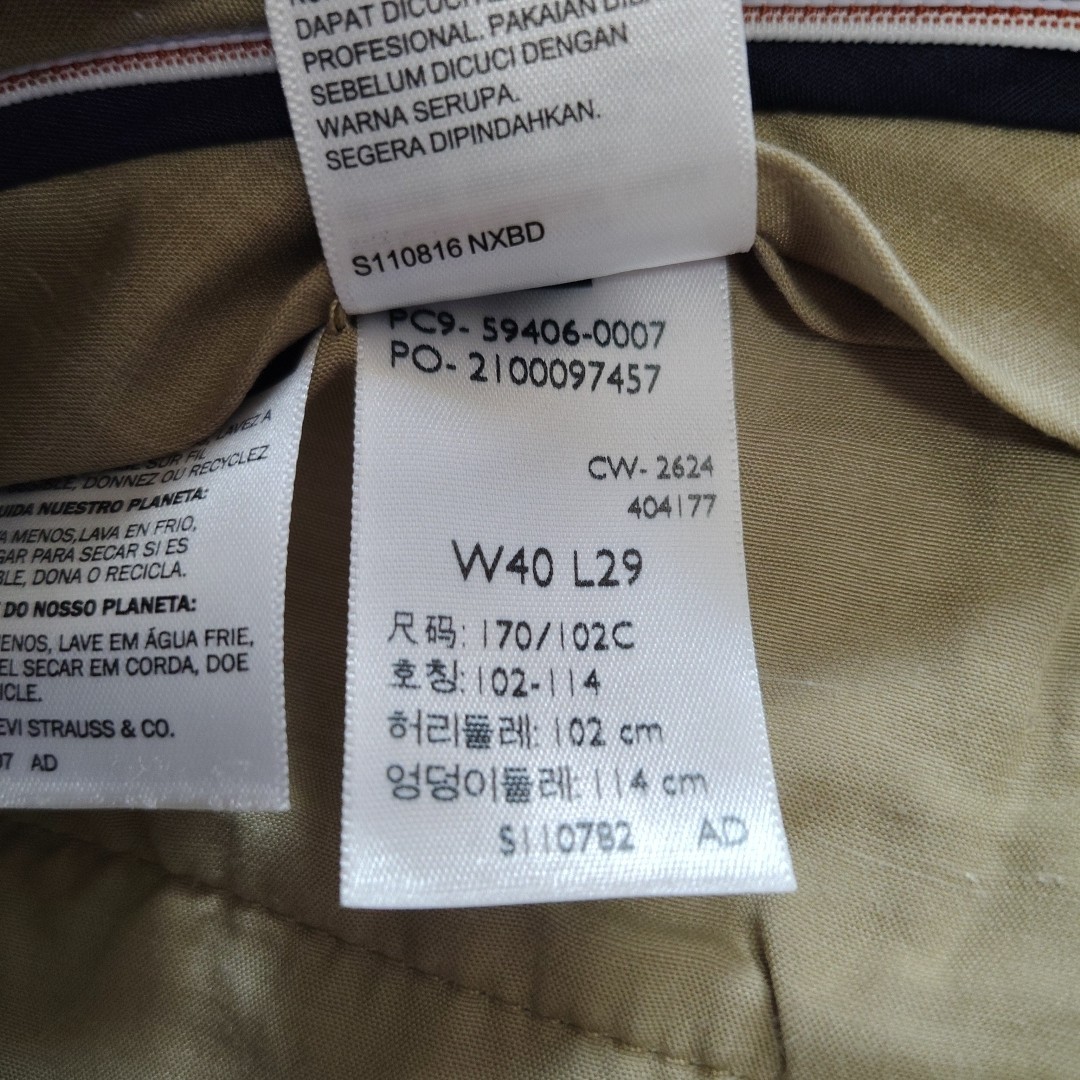 DAPAT DICUCI
PROFESIONAL. PAKAIAN
SEBELUM DICUCI DENGAN
WARNA SERUPA.
SEGERA DIPINDAHKAN.
S110816 NXBD
PC9- 59406-0007
PO- 2100097457
CW- 2624
404177
W40 L29
尺码: 170/102C
호칭: 102-114
허리둘레: 102 cm
엉덩이둘레: 114 cm
S110782 AD
LAVEZ A
SUR FIL
DONNEZ OU RECYCLEZ
NUESTRO PLANETA:
MENOS, LAVA EN FRIO,
PARA SECAR SI ES
DONA O RECICLA.
DO NOSSO PLANETA:
LAVE EM ÁGUA FRIE,
SECAR EM CORDA, DOE
STRAUSS & CO.
AD